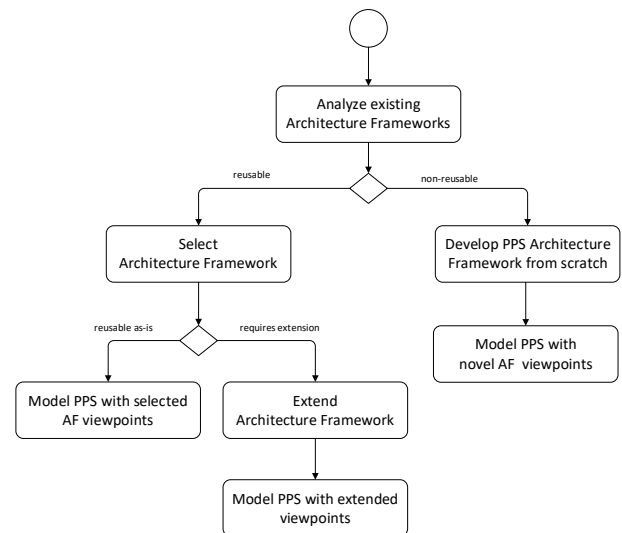 Analyze existing
Architecture Frameworks
reusable
non-reusable
Select
Architecture Framework
Develop PPS Architecture
Framework from scratch
reusable as-is
requires extension
Model PPS with
novel AF viewpoints
Model PPS with selected
AF viewpoints
Extend
Architecture Framework
Model PPS with extended
viewpoints